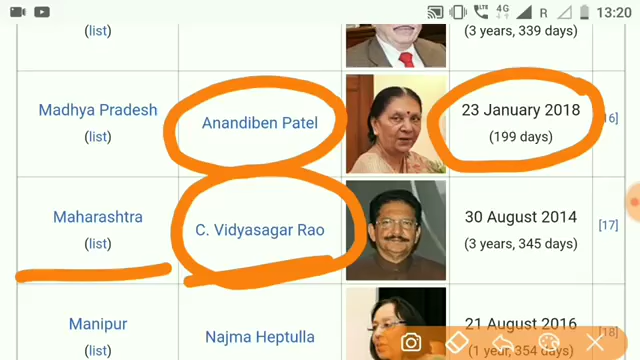 4G
R
13:20
(list)
(3 years, 339 days)
Madhya Pradesh
(list)
Anandiben Patel
23 January 2018
(199 days)
16]
Maharashtra
(list)
C. Vidyasagar Rao
30 August 2014
(3 years, 345 days)
[17]
Manipur
(list)
Najma Heptulla
21 August 2016
(1 year, 354 days)
[18]